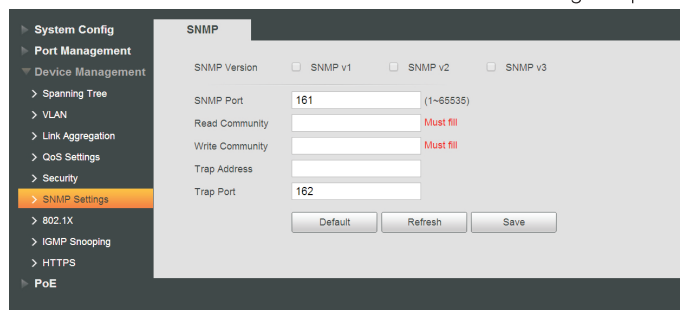 System Config
Port Management
Device Management
Spanning Tree
VLAN
Link Aggregation
QoS Settings
Security
SNMP Settings
802.1X
IGMP Snooping
HTTPS
PoE
SNMP
SNMP Version SNMP v1 SNMP v2 SNMP v3
SNMP Port 161 (1~65535)
Read Community Must fill
Write Community Must fill
Trap Address
Trap Port 162
Default Refresh Save